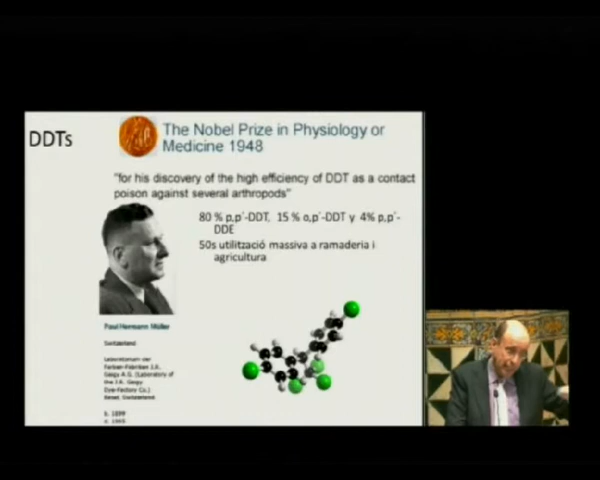 DDTs
The Nobel Prize in Physiology or
Medicine 1948
"for his discovery of the high efficiency of DDT as a contact
poison against several arthropods"
80 % p,p´-DDT, 15 % o,p´-DDT y 4% p,p´-
DDE
50s utilització massiva a ramaderia i
agricultura
Paul Hermann Müller
Switzerland
Laboratorium der
Farben-Fabriken J.R.
Geigy A.G. (Laboratory of
the J.R. Geigy
Dye-Factory Co.)
Basel, Switzerland
b. 1899
d. 1965